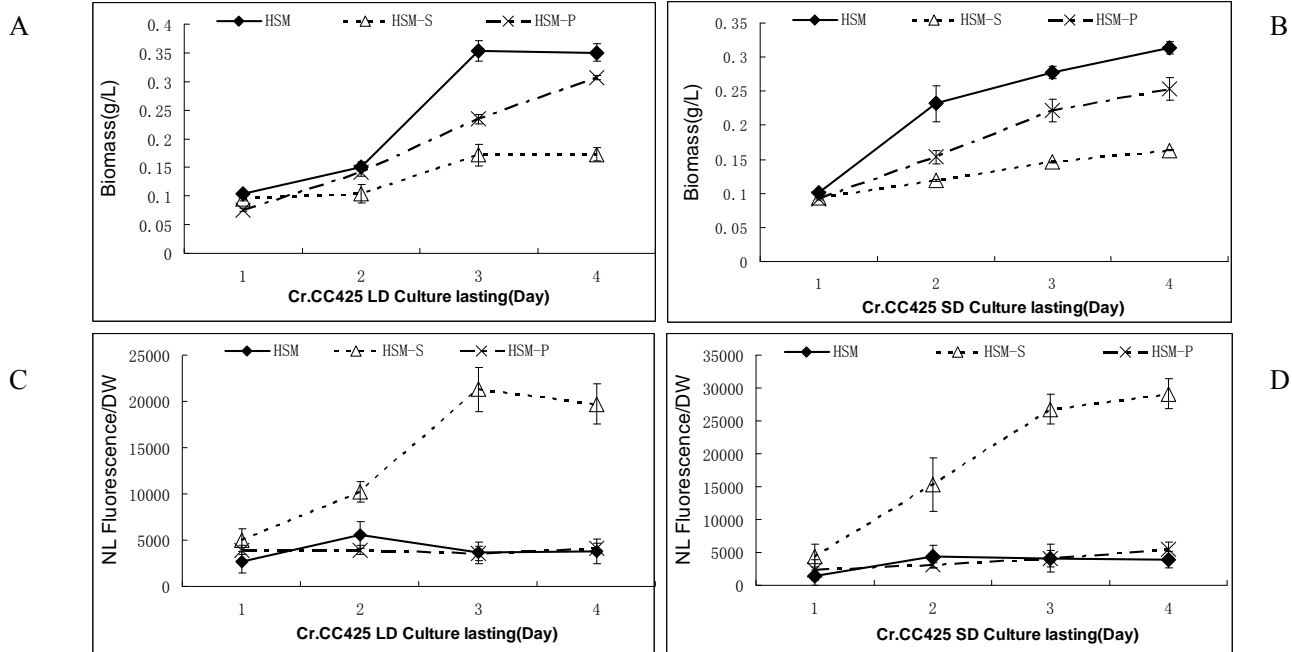 A
HSM HSM-S HSM-P
Biomass(g/L)
0.4
0.35
0.3
0.25
0.2
0.15
0.1
0.05
0
1 2 3 4
Cr.CC425 LD Culture lasting(Day)
B
HSM HSM-S HSM-P
Biomass(g/L)
0.35
0.3
0.25
0.2
0.15
0.1
0.05
0
1 2 3 4
Cr.CC425 SD Culture lasting(Day)
C
HSM HSM-S HSM-P
NL Fluorescence/DW
25000
20000
15000
10000
5000
0
1 2 3 4
Cr.CC425 LD Culture lasting(Day)
D
HSM HSM-S HSM-P
NL Fluorescence/DW
35000
30000
25000
20000
15000
10000
5000
0
1 2 3 4
Cr.CC425 SD Culture lasting(Day)